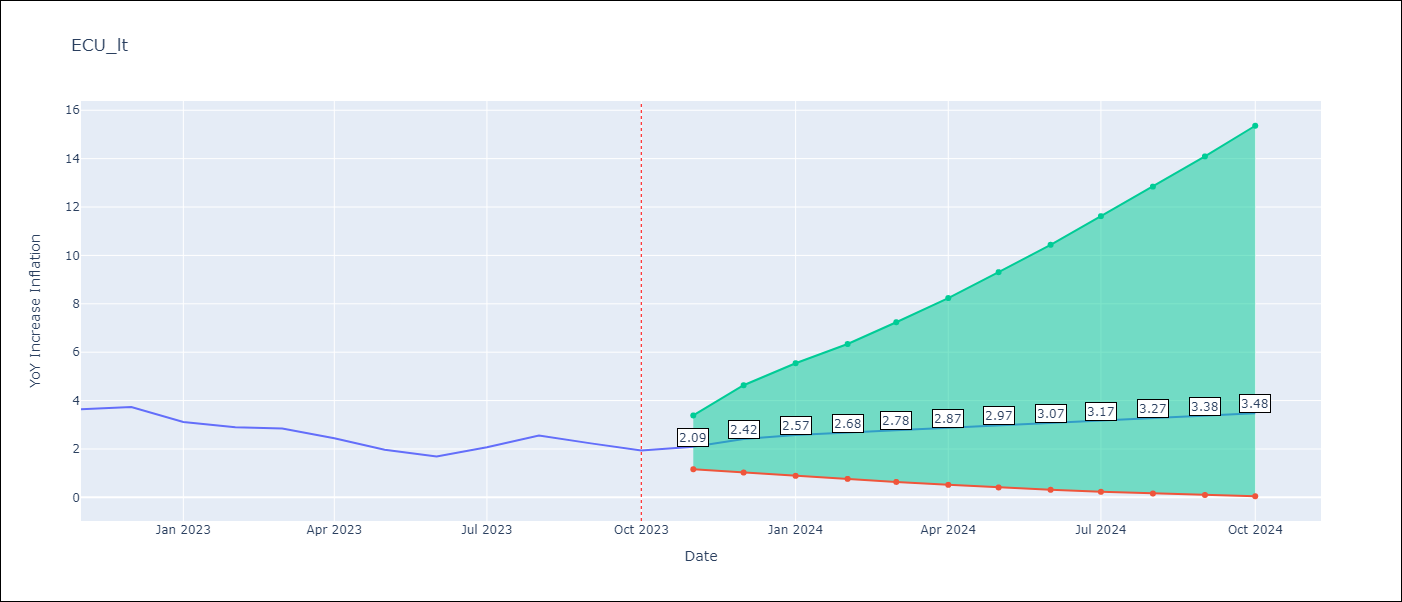 ECU_lt
16
14
12
10
8
6
4
2
0
YoY Increase Inflation
2.09
2.42
2.57
2.68
2.78
2.87
2.97
3.07
3.17
3.27
3.38
3.48
Jan 2023
Apr 2023
Jul 2023
Oct 2023
Jan 2024
Apr 2024
Jul 2024
Oct 2024
Date